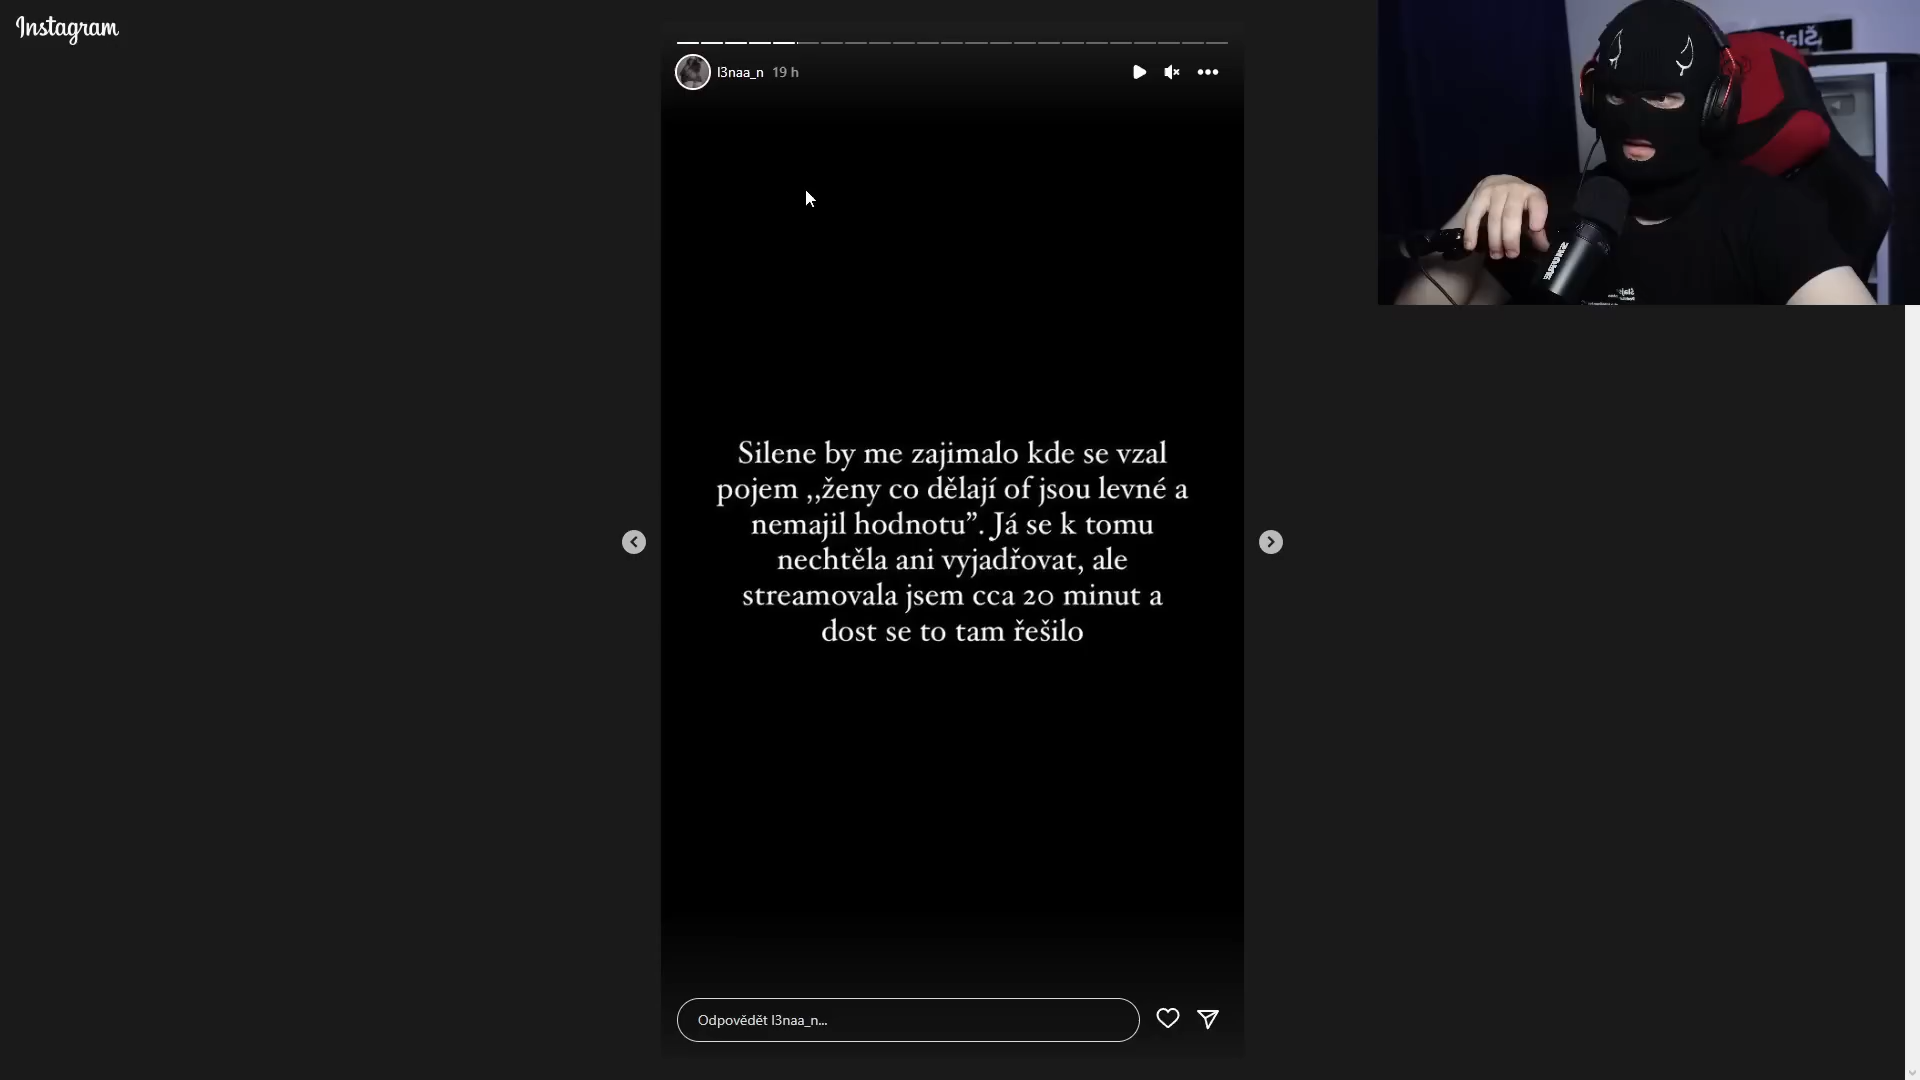 Instagram
l3naa_n 19 h
Silene by me zajimalo kde se vzal
pojem ,,ženy co dělají of jsou levné a
nemajil hodnotu”. Já se k tomu
nechtěla ani vyjadřovat, ale
streamovala jsem cca 20 minut a
dost se to tam řešilo
Odpovědět l3naa_n...
SHURE